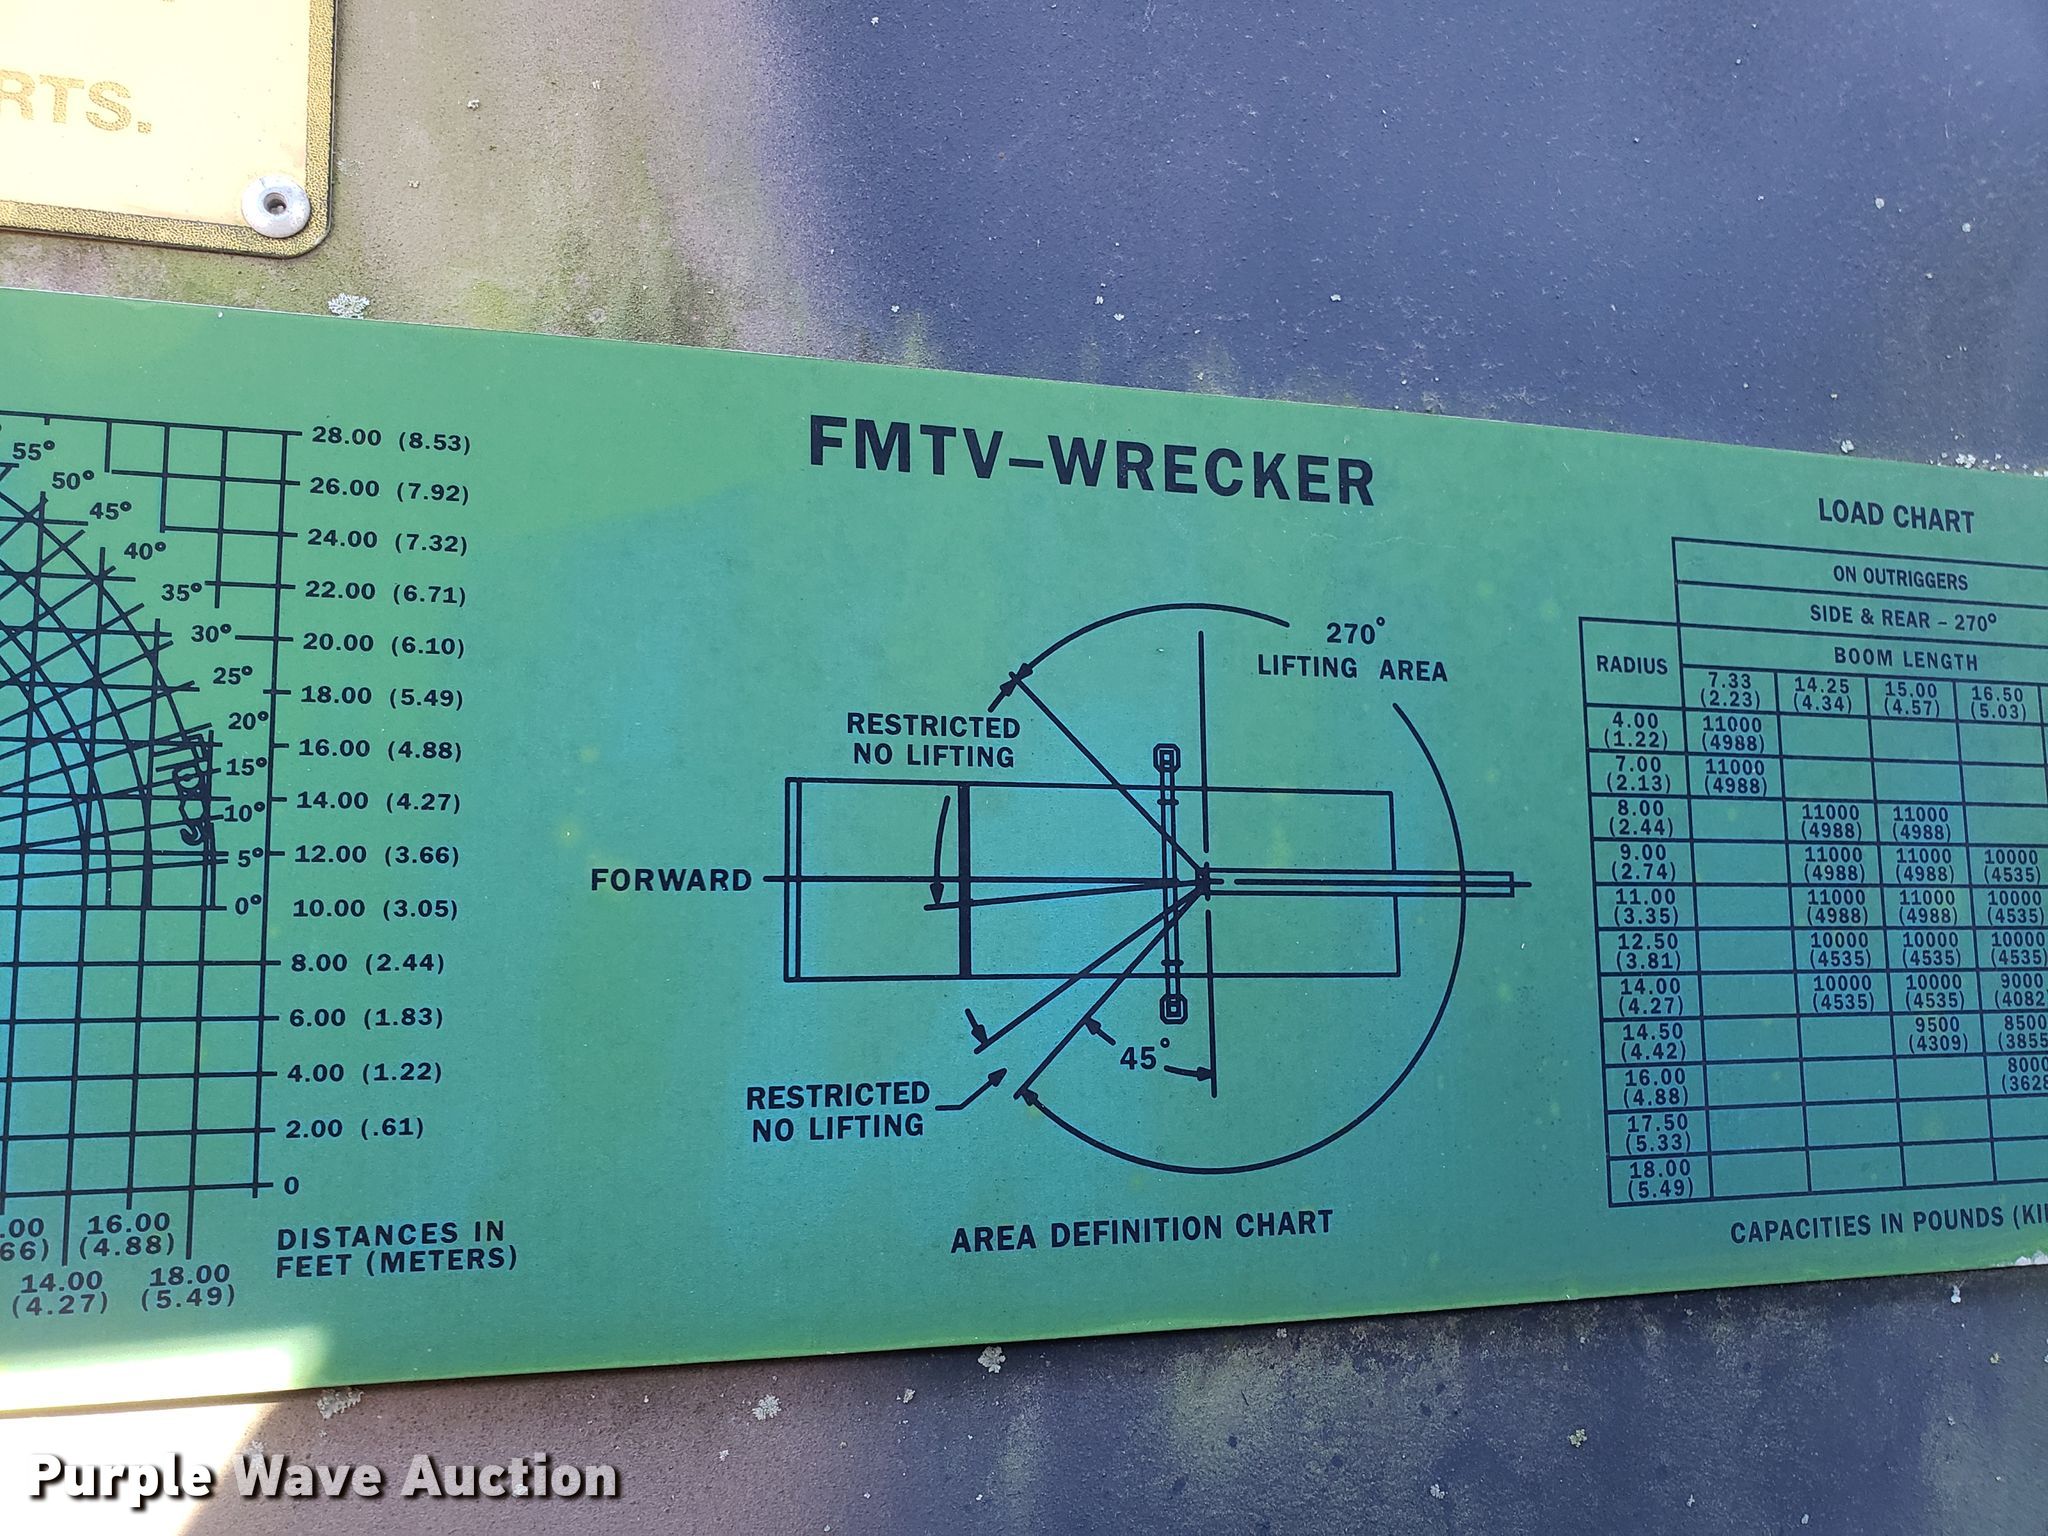 RTS.
55°
50°
45°
40°
35°
30°
25°
20°
15°
10°
5°
0°
28.00 (8.53)
26.00 (7.92)
24.00 (7.32)
22.00 (6.71)
20.00 (6.10)
18.00 (5.49)
16.00 (4.88)
14.00 (4.27)
12.00 (3.66)
10.00 (3.05)
8.00 (2.44)
6.00 (1.83)
4.00 (1.22)
2.00 (.61)
0
.00 16.00
66) (4.88)
14.00 18.00
(4.27) (5.49)
DISTANCES IN
FEET (METERS)
FMTV-WRECKER
270°
LIFTING AREA
RESTRICTED
NO LIFTING
FORWARD
45°
RESTRICTED
NO LIFTING
AREA DEFINITION CHART
LOAD CHART
ON OUTRIGGERS
SIDE & REAR - 270°
RADIUS
BOOM LENGTH
7.33 14.25 15.00 16.50
(2.23) (4.34) (4.57) (5.03)
4.00 11000
(1.22) (4988)
7.00 11000
(2.13) (4988)
8.00 11000 11000
(2.44) (4988) (4988)
9.00 11000 11000 10000
(2.74) (4988) (4988) (4535)
11.00 11000 11000 10000
(3.35) (4988) (4988) (4535)
12.50 10000 10000 10000
(3.81) (4535) (4535) (4535)
14.00 10000 10000 9000
(4.27) (4535) (4535) (4082
14.50 9500 8500
(4.42) (4309) (3855
16.00 8000
(4.88) (3628
17.50
(5.33)
18.00
(5.49)
CAPACITIES IN POUNDS (KI
Purple Wave Auction